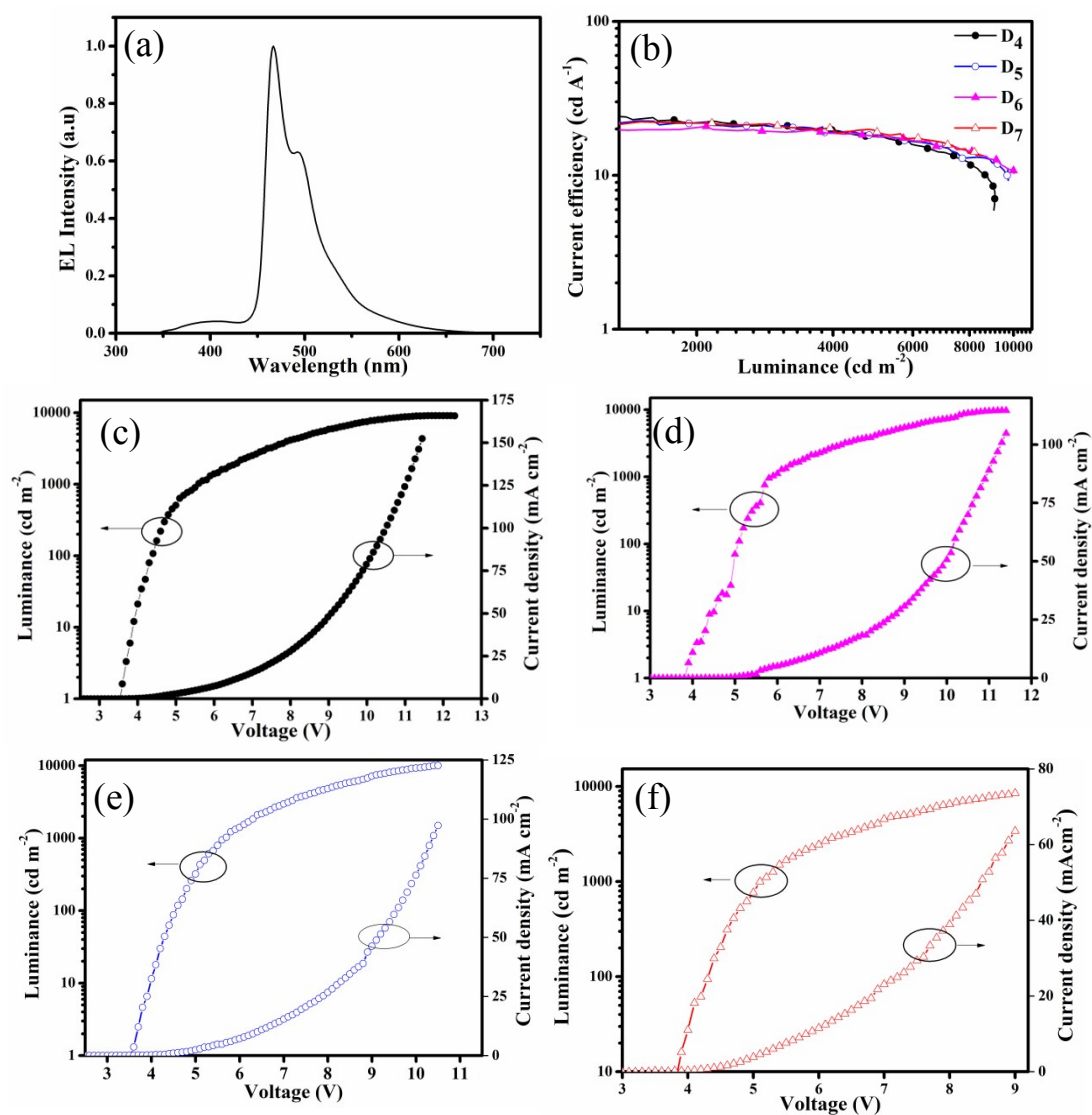 (a)
EL Intensity (a.u)
1.0
0.8
0.6
0.4
0.2
0.0
300 400 500 600 700
Wavelength (nm)
(b)
Current efficiency (cd A-1)
100
10
1
D4
D5
D6
D7
2000 4000 6000 8000 10000
Luminance (cd m-2)
(c)
Luminance (cd m-2)
10000
1000
100
10
1
175
150
125
100
75
50
25
0
Current density (mA cm-2)
3 4 5 6 7 8 9 10 11 12 13
Voltage (V)
(d)
Luminance (cd m-2)
10000
1000
100
10
1
100
75
50
25
0
Current density (mA cm-2)
3 4 5 6 7 8 9 10 11 12
Voltage (V)
(e)
Luminance (cd m-2)
10000
1000
100
10
1
125
100
75
50
25
0
Current density (mA cm-2)
3 4 5 6 7 8 9 10 11
Voltage (V)
(f)
Luminance (cd m-2)
10000
1000
100
10
80
60
40
20
0
Current density (mAcm-2)
3 4 5 6 7 8 9
Voltage (V)